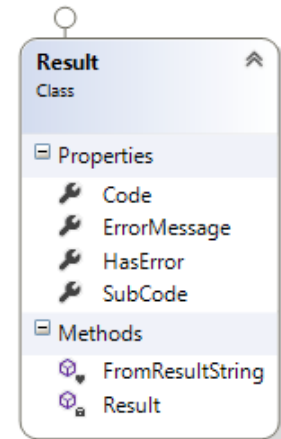 Result
Class
Properties
Code
ErrorMessage
HasError
SubCode
Methods
FromResultString
Result